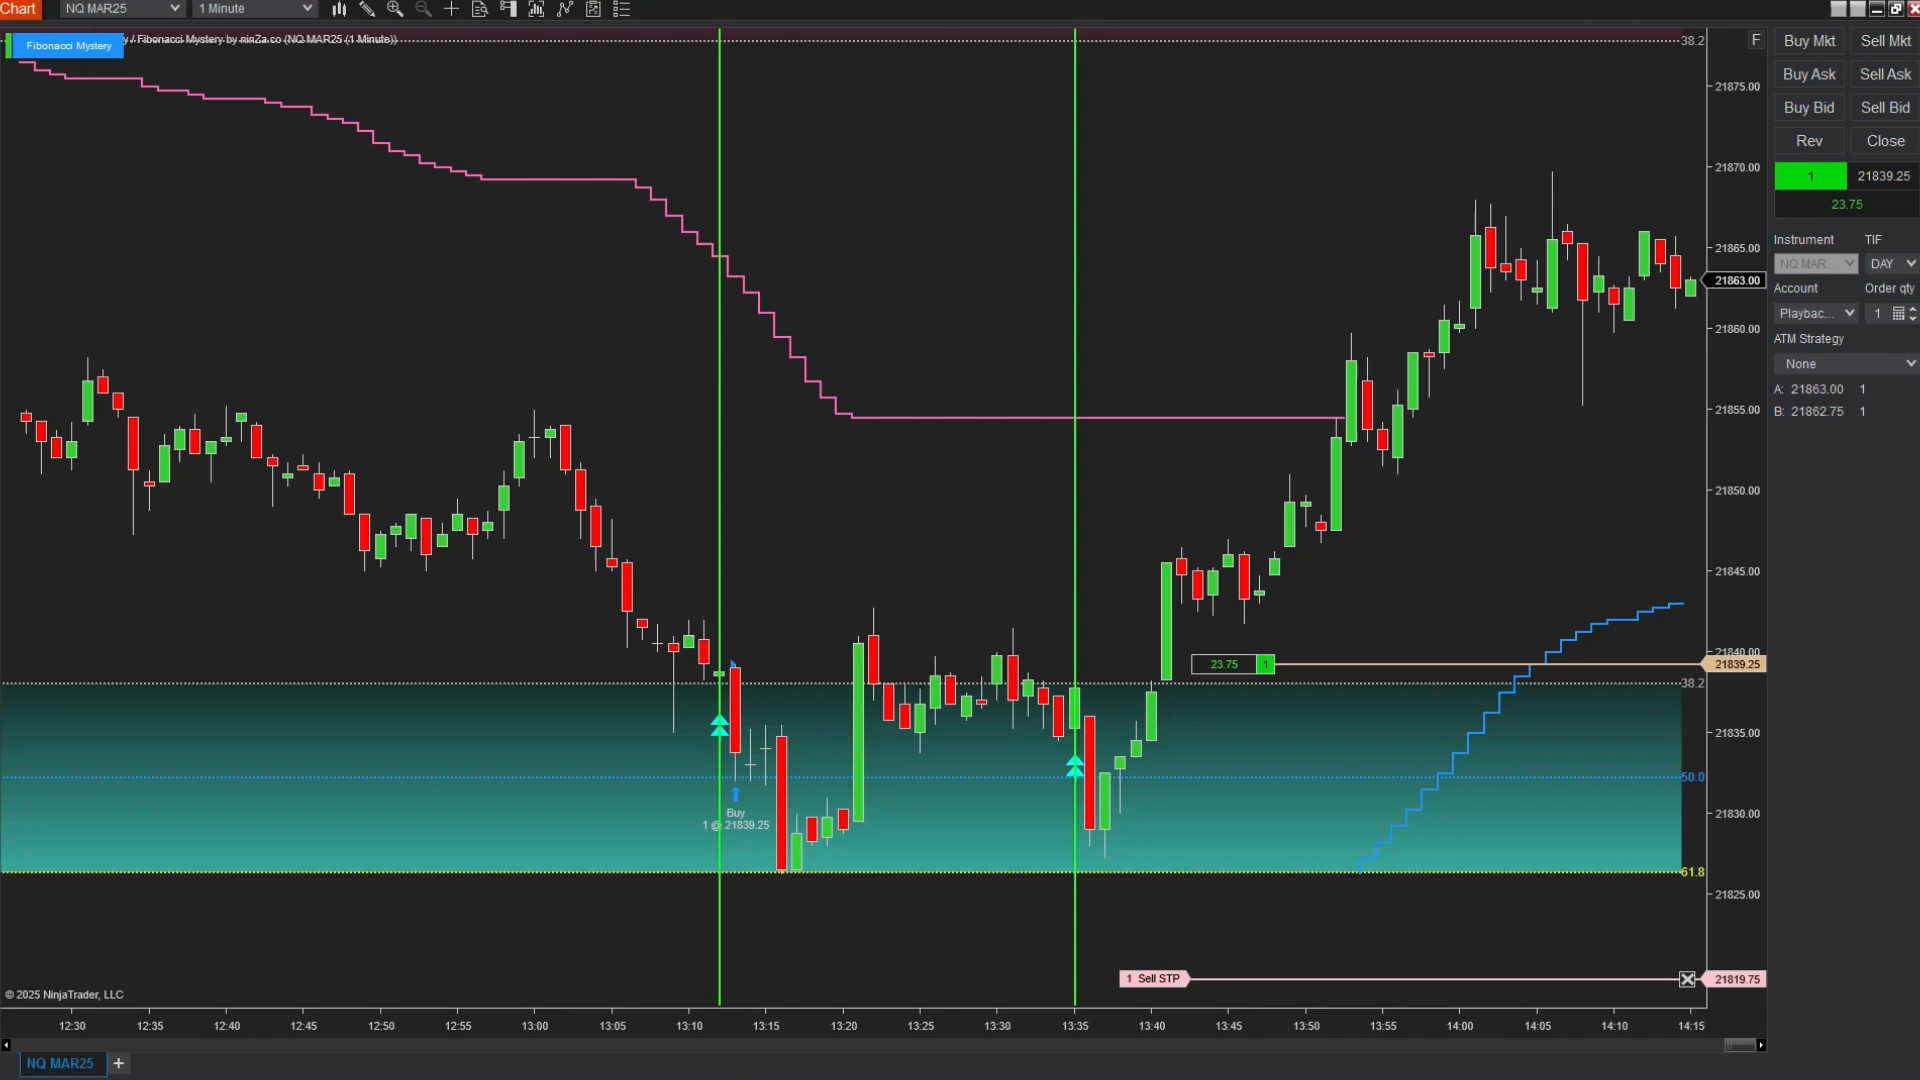 Chart
NQ MAR25
1 Minute
Fibonacci Mystery
y / Fibonacci Mystery by ninZa.co (NQ MAR25 (1 Minute))
38.2
F
Buy Mkt
Sell Mkt
21875.00
Buy Ask
Sell Ask
Buy Bid
Sell Bid
Rev
Close
21870.00
1
21839.25
23.75
Instrument
TIF
21865.00
NQ MAR...
DAY
21863.00
Account
Order qty
Playbac...
1
21860.00
ATM Strategy
None
A: 21863.00 1
B: 21862.75 1
21855.00
21850.00
21845.00
21840.00
23.75
1
21839.25
38.2
21835.00
50.0
Buy
1 @ 21839.25
21830.00
61.8
21825.00
1 Sell STP
21819.75
© 2025 NinjaTrader, LLC
12:30
12:35
12:40
12:45
12:50
12:55
13:00
13:05
13:10
13:15
13:20
13:25
13:30
13:35
13:40
13:45
13:50
13:55
14:00
14:05
14:10
14:15
NQ MAR25
+